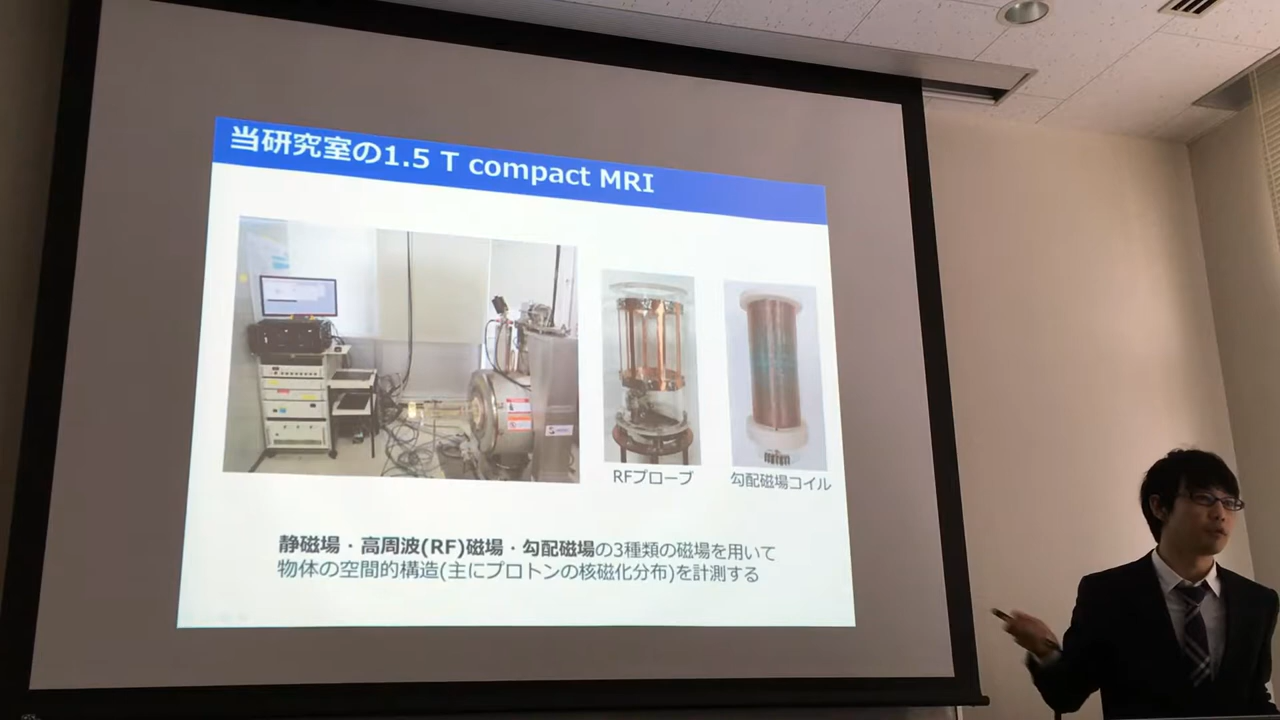 当研究室の1.5 T compact MRI
RFプローブ
勾配磁場コイル
静磁場・高周波(RF)磁場・勾配磁場の3種類の磁場を用いて
物体の空間的構造(主にプロトンの核磁化分布)を計測する